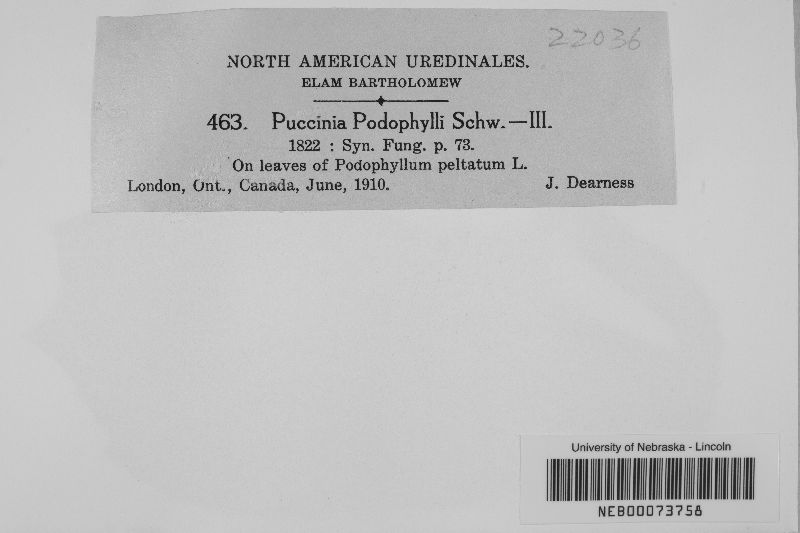 22036
NORTH AMERICAN UREDINALES.
ELAM BARTHOLOMEW
463. Puccinia Podophylli Schw.—III.
1822 : Syn. Fung. p. 73.
On leaves of Podophyllum peltatum L.
London, Ont., Canada, June, 1910. J. Dearness
University of Nebraska - Lincoln
NEB00073758